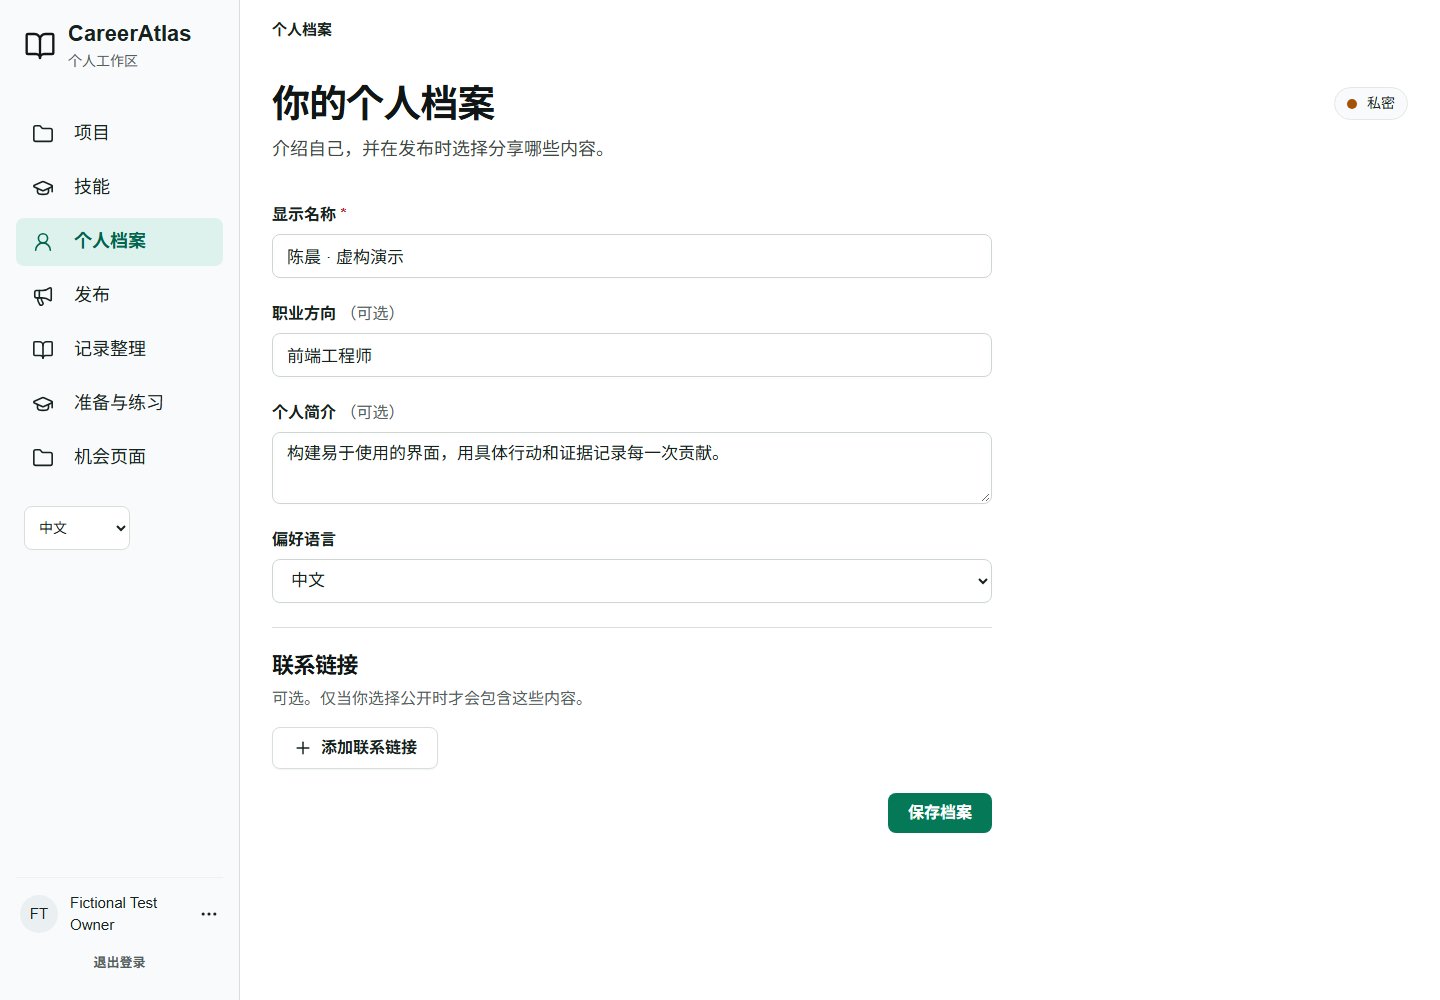 CareerAtlas
个人工作区
项目
技能
个人档案
发布
记录整理
准备与练习
机会页面
中文
FT
Fictional Test
Owner
退出登录
个人档案
你的个人档案
私密
介绍自己，并在发布时选择分享哪些内容。
显示名称 *
陈晨 · 虚构演示
职业方向 （可选）
前端工程师
个人简介 （可选）
构建易于使用的界面，用具体行动和证据记录每一次贡献。
偏好语言
中文
联系链接
可选。仅当你选择公开时才会包含这些内容。
添加联系链接
保存档案